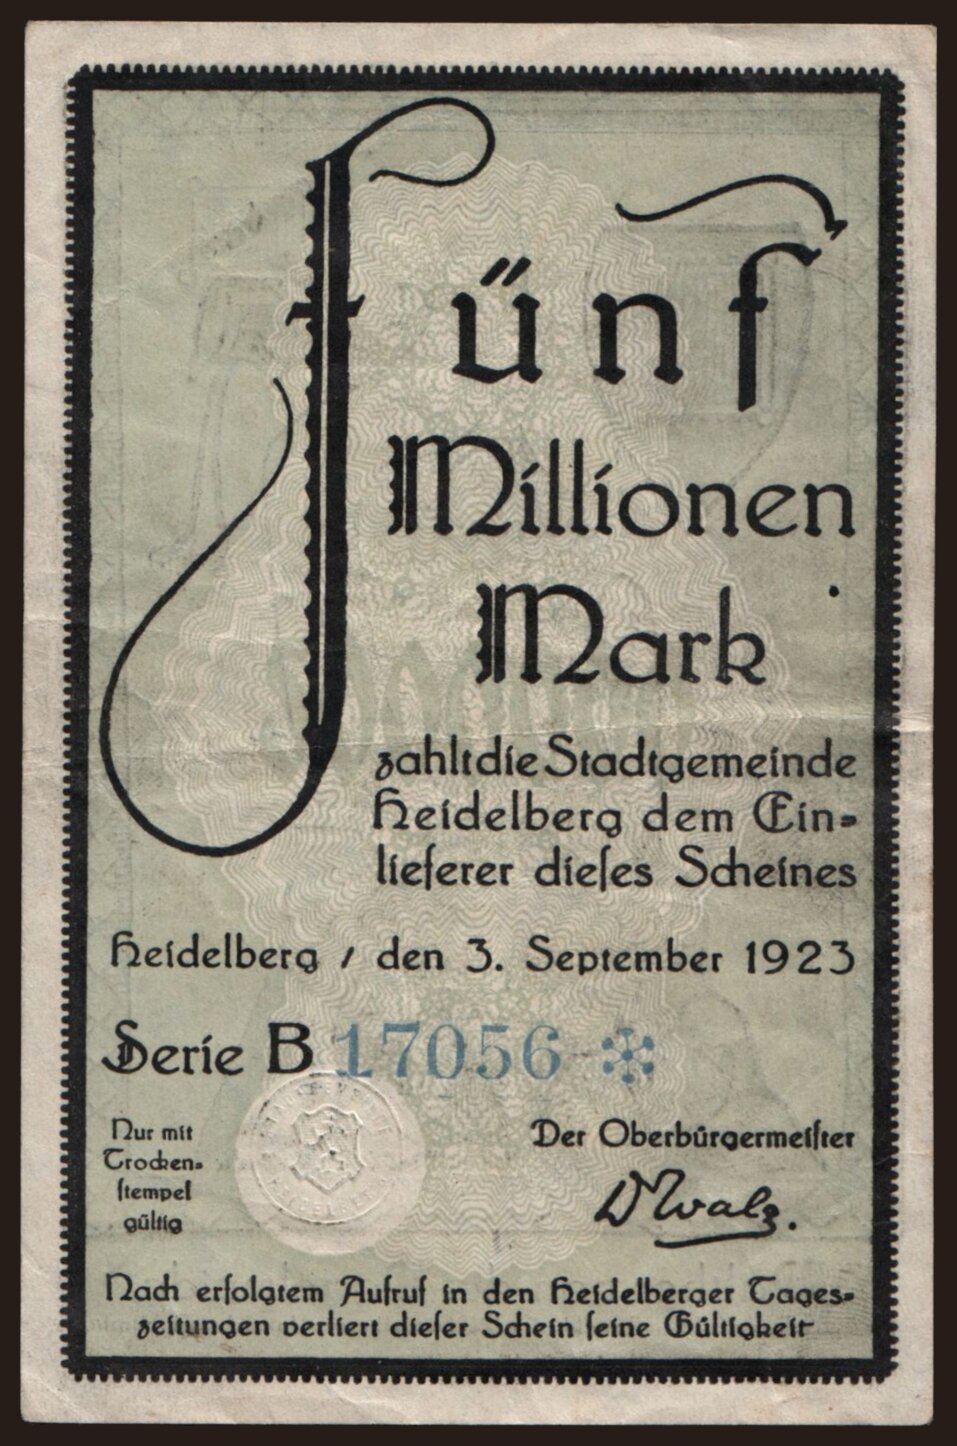 Fünf
Millionen
Mark
zahlt die Stadtgemeinde
Heidelberg dem Ein-
lieferer dieſes Scheines
Heidelberg / den 3. September 1923
Serie B 17056 *
Nur mit
Trocken-
ſtempel
gültig
Der Oberbürgermeiſter
Walz.
Nach erfolgtem Aufruf in den Heidelberger Tages-
zeitungen verliert dieſer Schein ſeine Gültigkeit